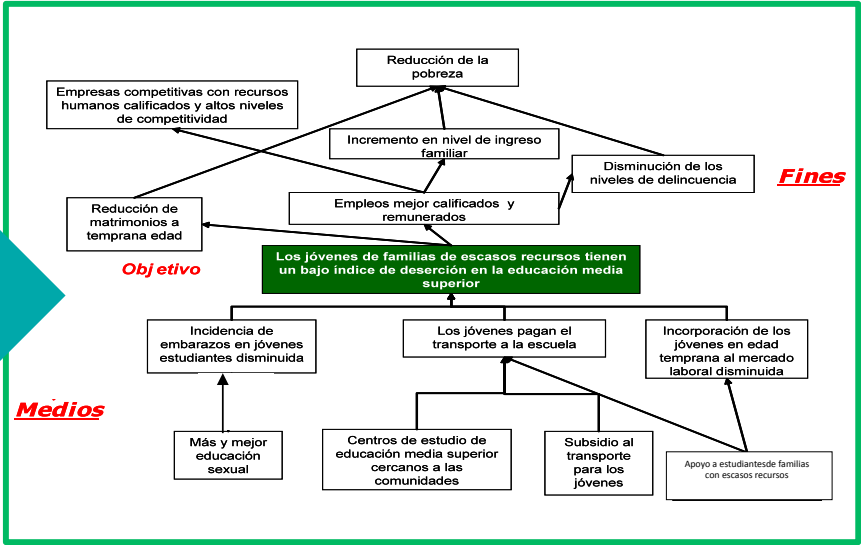 Reducción de la
pobreza
Empresas competitivas con recursos
humanos calificados y altos niveles
de competitividad
Incremento en nivel de ingreso
familiar
Disminución de los
niveles de delincuencia
Fines
Reducción de
matrimonios a
temprana edad
Empleos mejor calificados y
remunerados
Objetivo
Los jóvenes de familias de escasos recursos tienen
un bajo índice de deserción en la educación media
superior
Incidencia de
embarazos en jóvenes
estudiantes disminuida
Los jóvenes pagan el
transporte a la escuela
Incorporación de los
jóvenes en edad
temprana al mercado
laboral disminuida
Medios
Más y mejor
educación
sexual
Centros de estudio de
educación media superior
cercanos a las
comunidades
Subsidio al
transporte
para los
jóvenes
Apoyo a estudiantesde familias
con escasos recursos